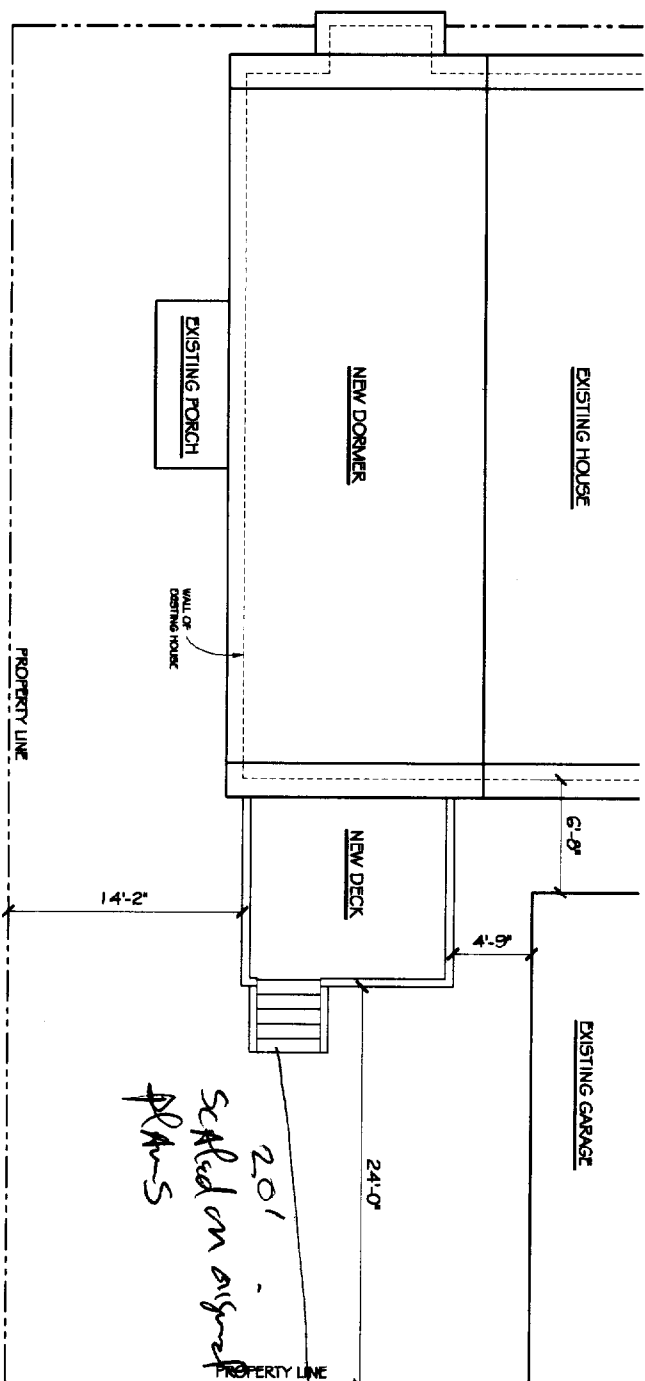 EXISTING HOUSE
NEW DORMER
EXISTING PORCH
WALL OF
EXISTING HOUSE
PROPERTY LINE
6'-8"
NEW DECK
14'-2"
4'-9"
EXISTING GARAGE
24'-0"
20'
Scaled on original
Plans
PROPERTY LINE